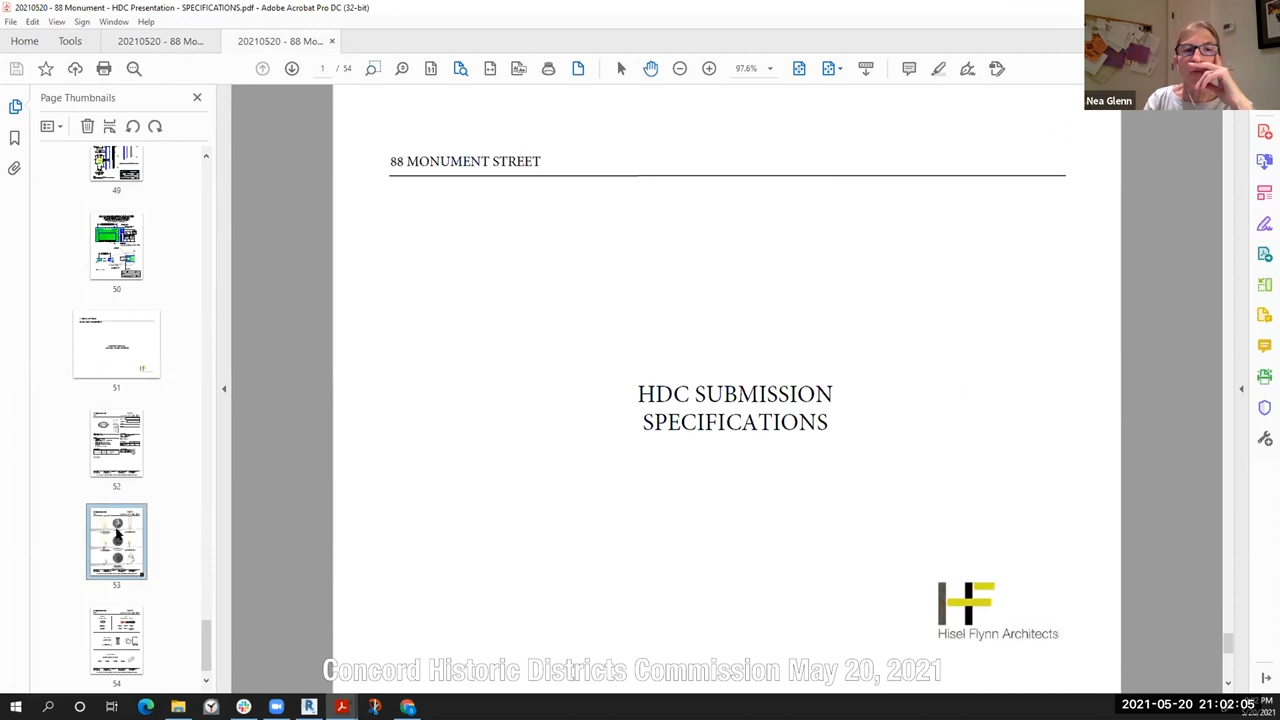 20210520 - 88 Monument - HDC Presentation - SPECIFICATIONS.pdf - Adobe Acrobat Pro DC (32-bit)
File Edit View Sign Window Help
Home Tools 20210520 - 88 Mo... 20210520 - 88 Mo... ×
1 / 54 97.6%
Page Thumbnails
49
50
51
52
53
54
88 MONUMENT STREET
HDC SUBMISSION
SPECIFICATIONS
HF
Hisel Flynn Architects
Nea Glenn
Concord Historic Districts Commission May 20, 2021
2021-05-20 21:02:05